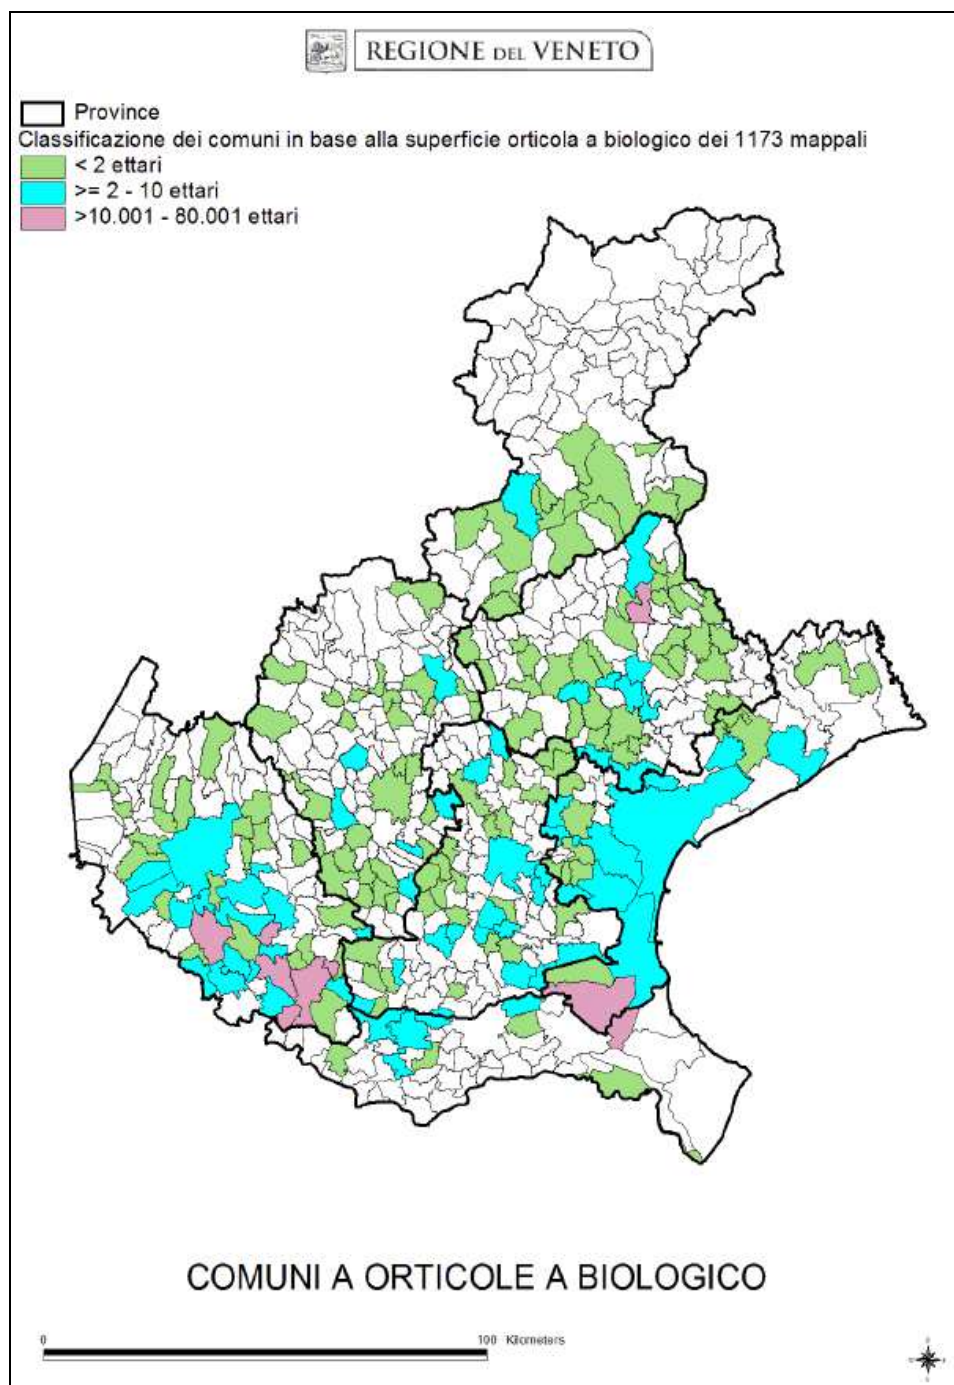 REGIONE DEL VENETO
Province
Classificazione dei comuni in base alla superficie orticola a biologico dei 1173 mappali
< 2 ettari
>= 2 - 10 ettari
>10.001 - 80.001 ettari
COMUNI A ORTICOLE A BIOLOGICO
0 100 Kilometers